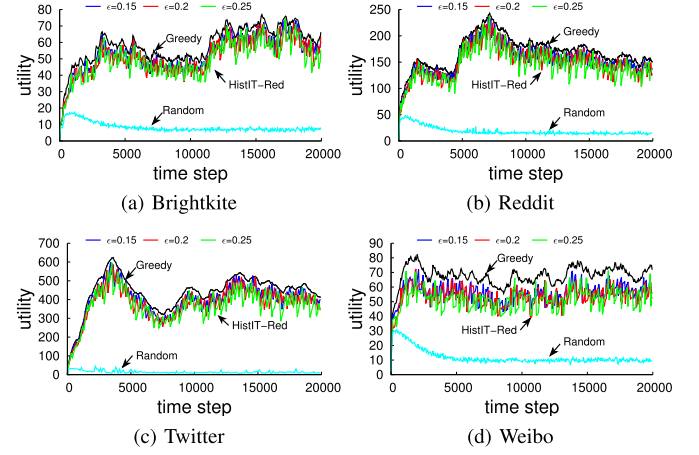 ϵ=0.15 ϵ=0.2 ϵ=0.25
80
70
60
50
40
30
20
10
0
utility
Greedy
HistIT-Red
Random
0 5000 10000 15000 20000
time step
(a) Brightkite
ϵ=0.15 ϵ=0.2 ϵ=0.25
250
200
150
100
50
0
utility
Greedy
HistIT-Red
Random
0 5000 10000 15000 20000
time step
(b) Reddit
ϵ=0.15 ϵ=0.2 ϵ=0.25
700
600
500
400
300
200
100
0
utility
Greedy
HistIT-Red
Random
0 5000 10000 15000 20000
time step
(c) Twitter
ϵ=0.15 ϵ=0.2 ϵ=0.25
90
80
70
60
50
40
30
20
10
0
utility
Greedy
HistIT-Red
Random
0 5000 10000 15000 20000
time step
(d) Weibo